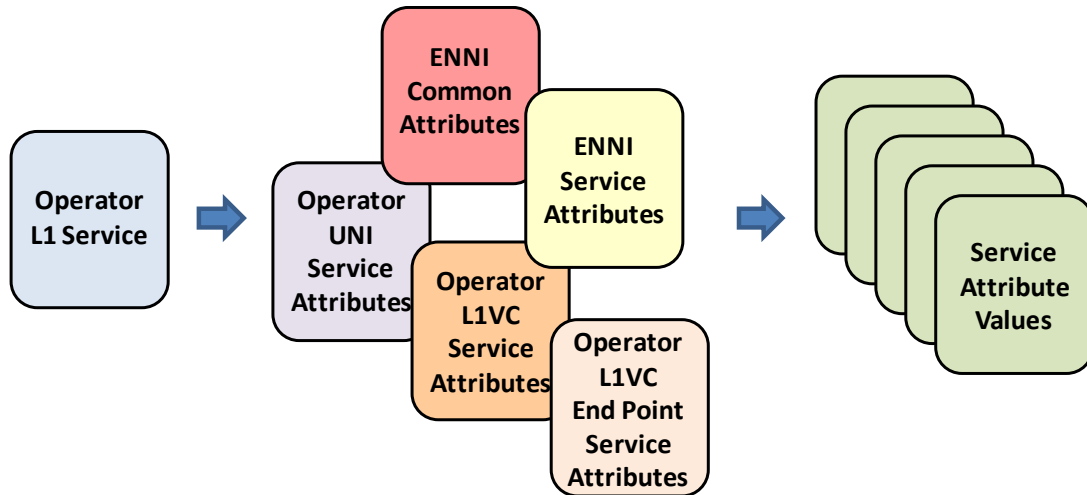 Operator
L1 Service
ENNI
Common
Attributes
ENNI
Service
Attributes
Operator
UNI
Service
Attributes
Operator
L1VC
Service
Attributes
Operator
L1VC
End Point
Service
Attributes
Service
Attribute
Values